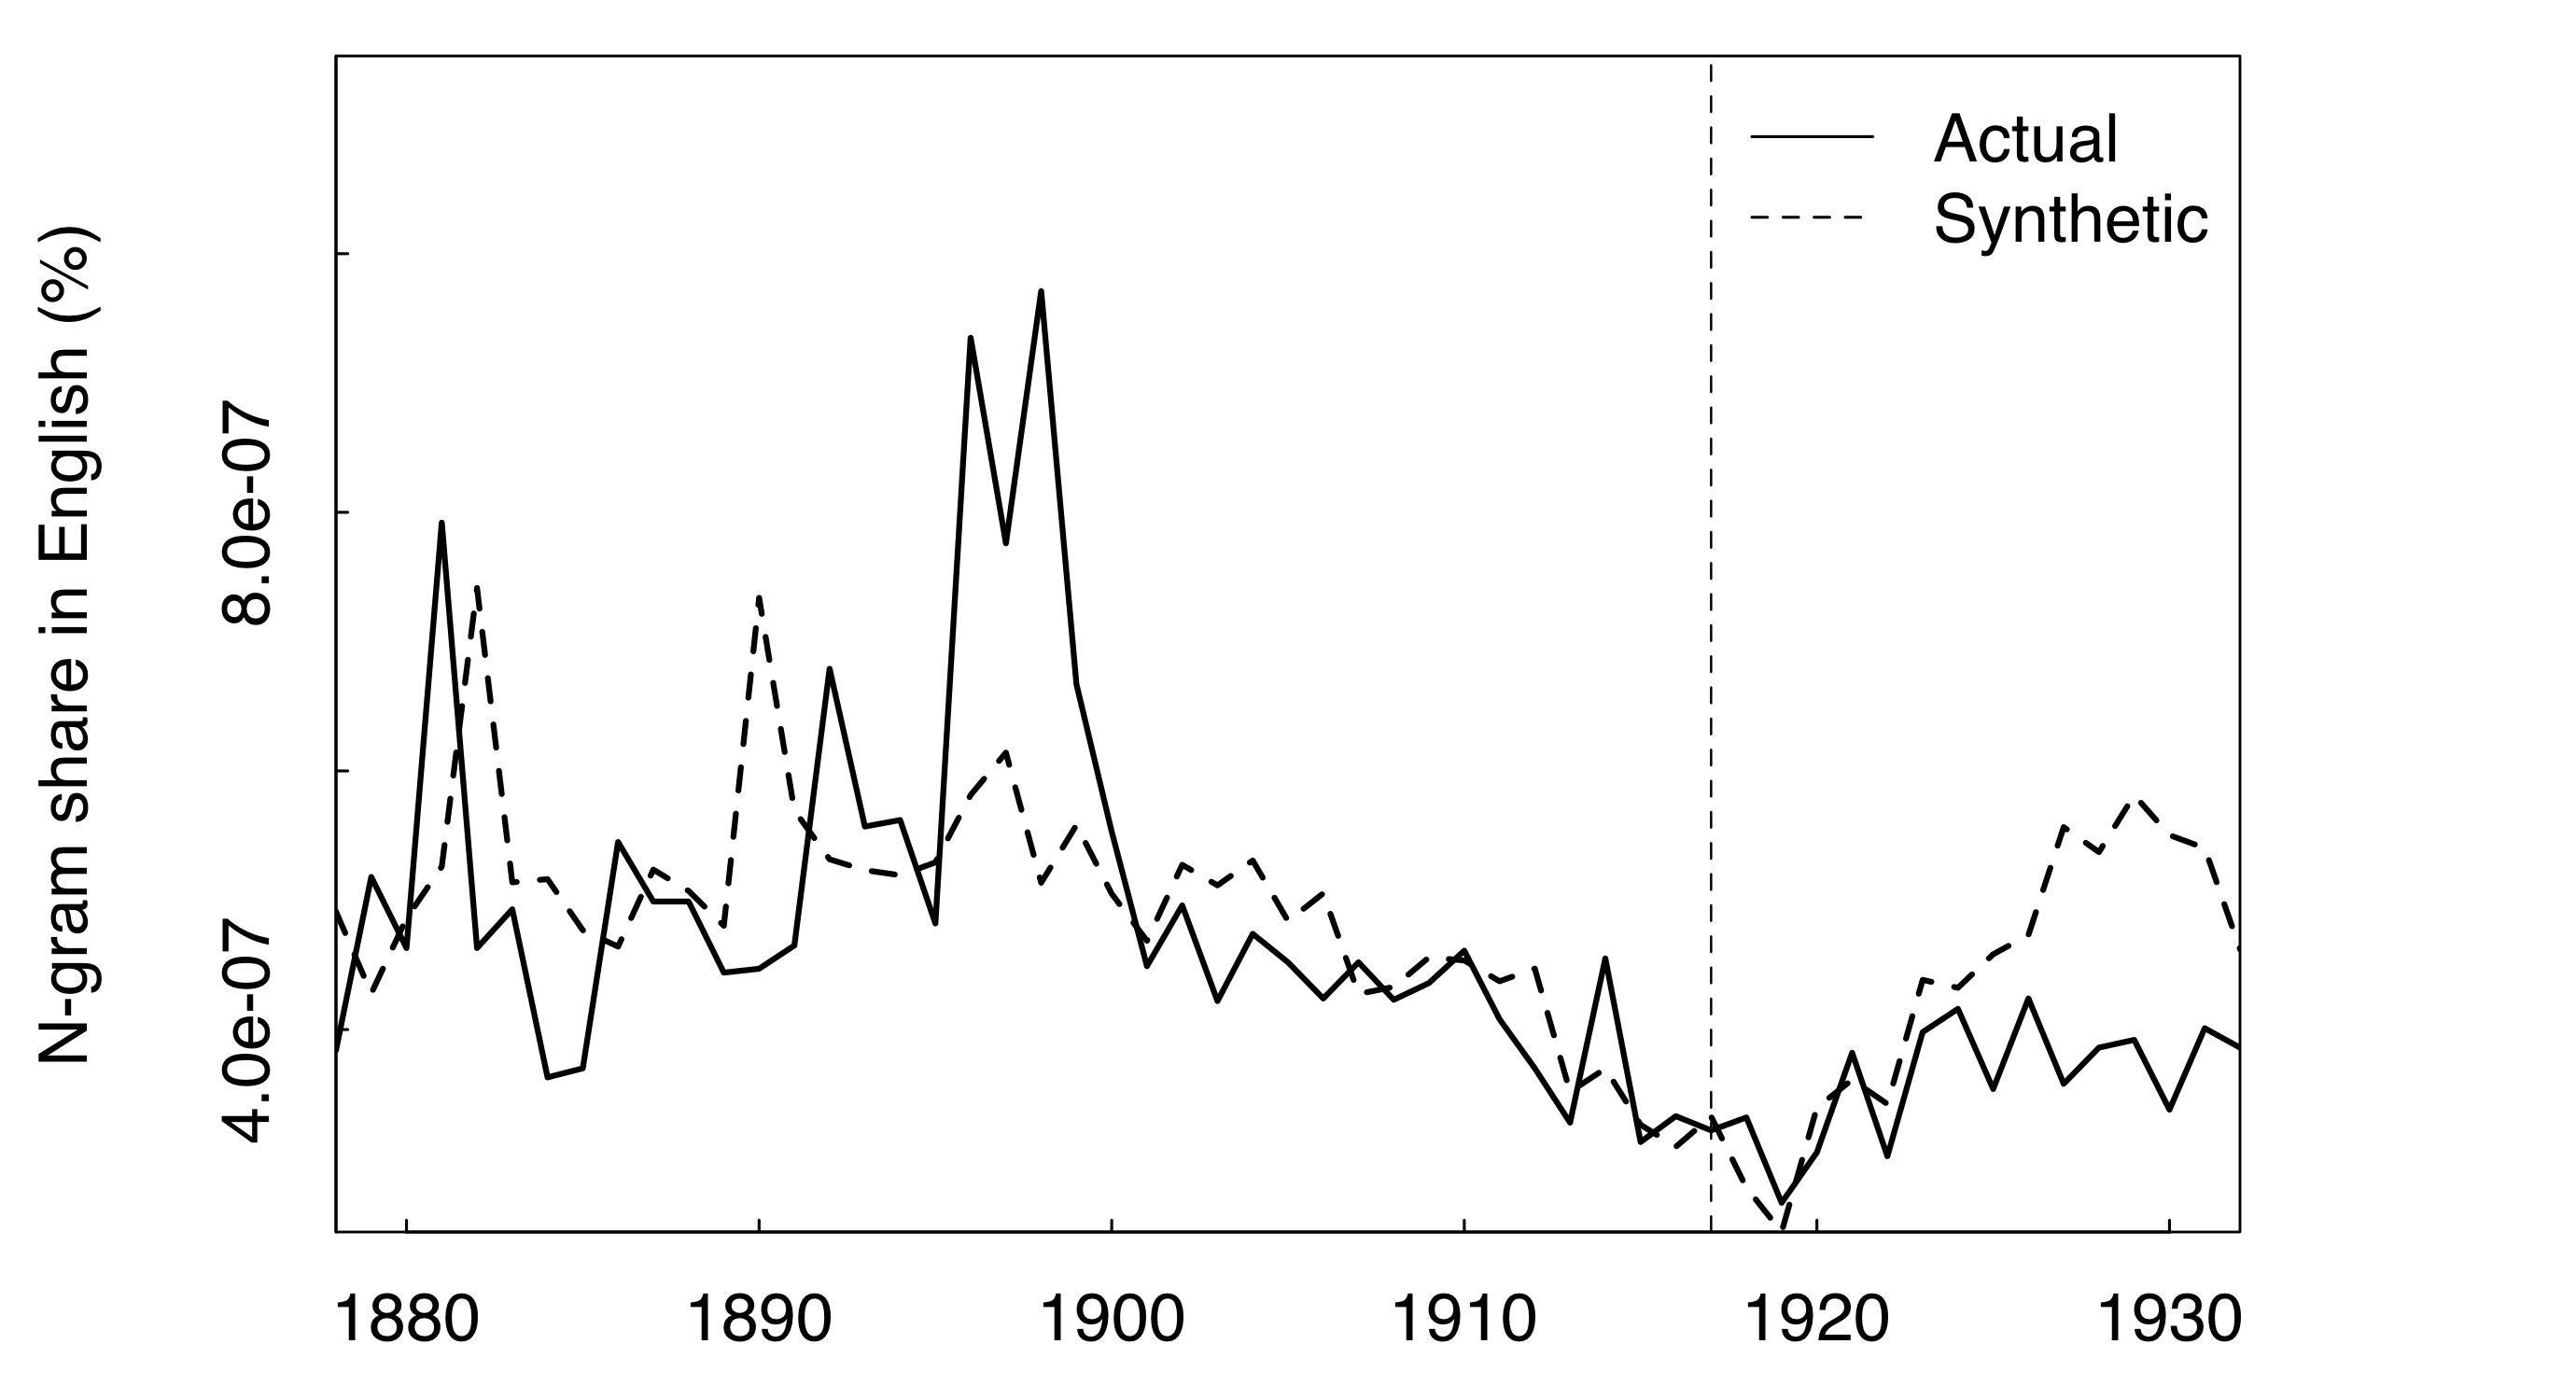 N-gram share in English (%)
8.0e-07
4.0e-07
Actual
Synthetic
1880 1890 1900 1910 1920 1930